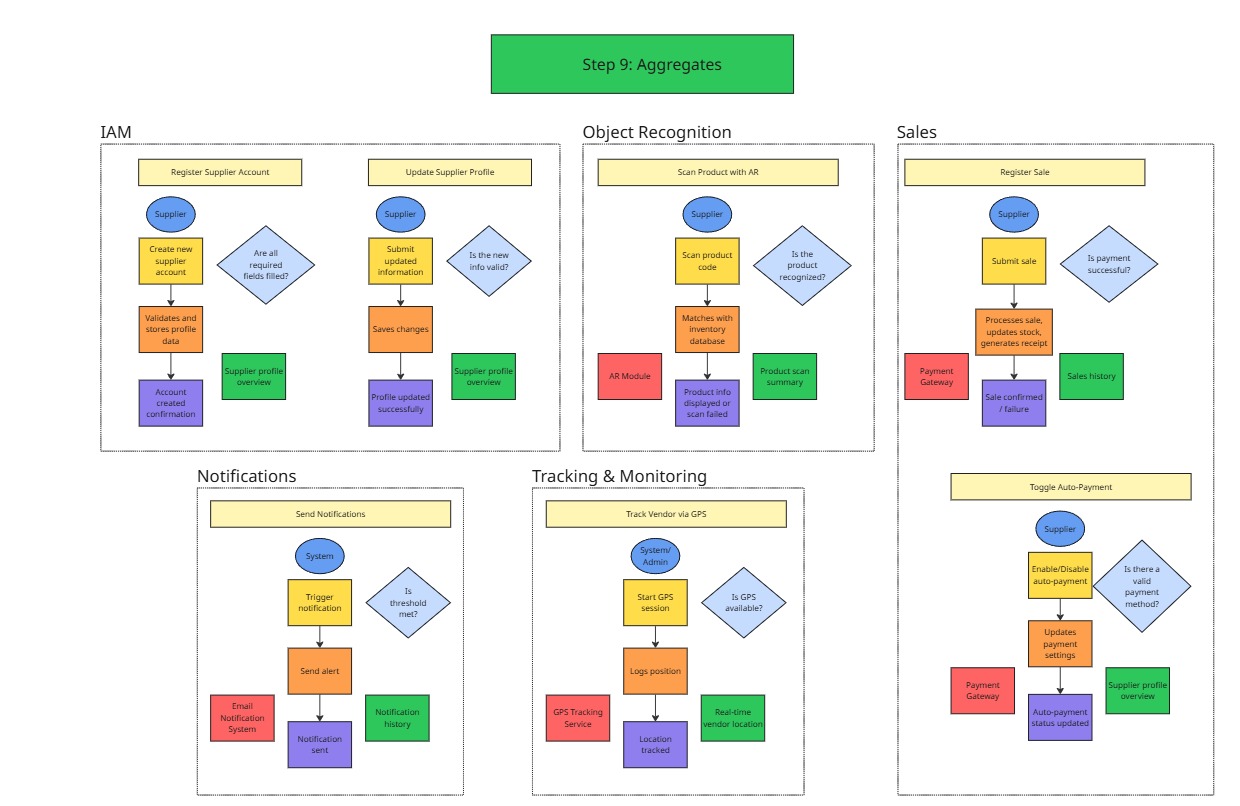 Step 9: Aggregates
IAM
Register Supplier Account
Supplier
Create new
supplier
account
Are all
required
fields filled?
Validates and
stores profile
data
Supplier profile
overview
Account
created
confirmation
Update Supplier Profile
Supplier
Submit
updated
information
Is the new
info valid?
Saves changes
Supplier profile
overview
Profile updated
successfully
Object Recognition
Scan Product with AR
Supplier
Scan product
code
Is the
product
recognized?
Matches with
inventory
database
AR Module
Product scan
summary
Product info
displayed or
scan failed
Sales
Register Sale
Supplier
Submit sale
Is payment
successful?
Processes sale,
updates stock,
generates receipt
Payment
Gateway
Sales history
Sale confirmed
/ failure
Toggle Auto-Payment
Supplier
Enable/Disable
auto-payment
Is there a
valid
payment
method?
Updates
payment
settings
Payment
Gateway
Supplier profile
overview
Auto-payment
status updated
Notifications
Send Notifications
System
Trigger
notification
Is
threshold
met?
Send alert
Email
Notification
System
Notification
history
Notification
sent
Tracking & Monitoring
Track Vendor via GPS
System/
Admin
Start GPS
session
Is GPS
available?
Logs position
GPS Tracking
Service
Real-time
vendor location
Location
tracked